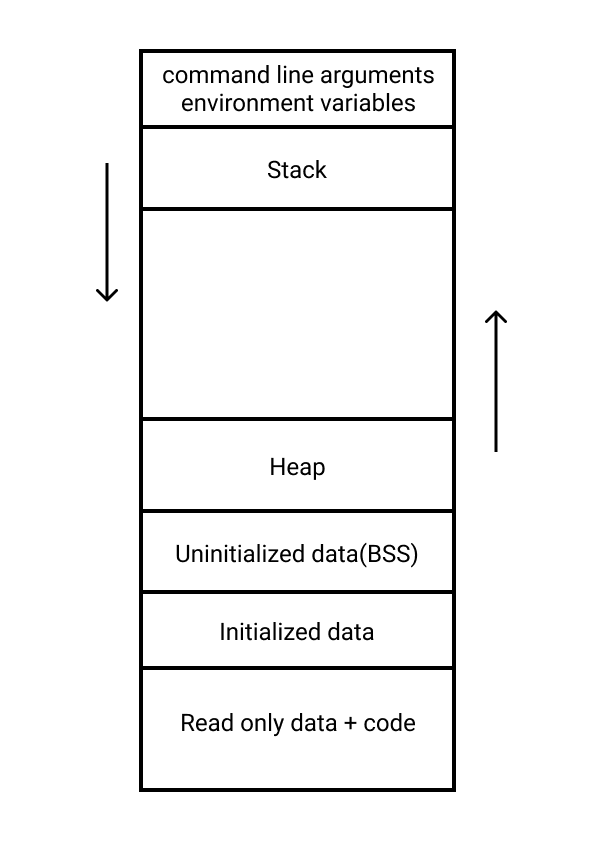 command line arguments
environment variables
Stack
Heap
Uninitialized data(BSS)
Initialized data
Read only data + code